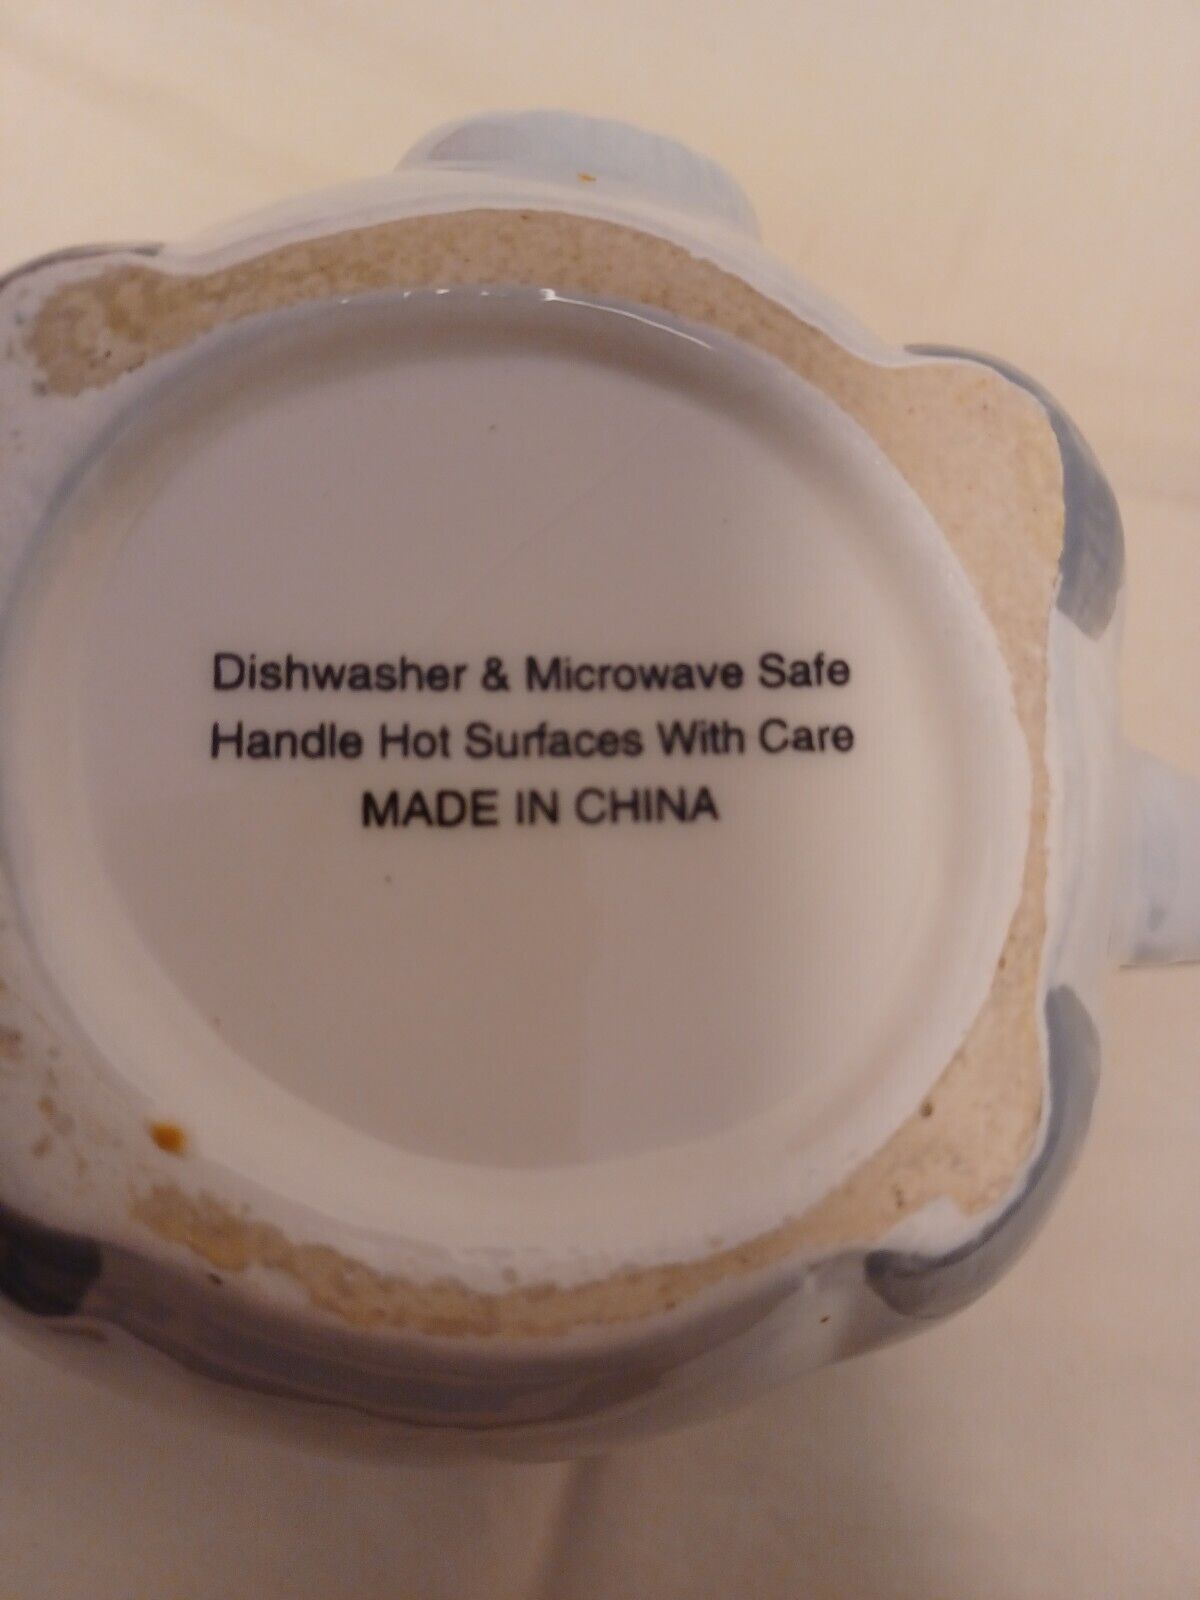 Dishwasher & Microwave Safe
Handle Hot Surfaces With Care
MADE IN CHINA